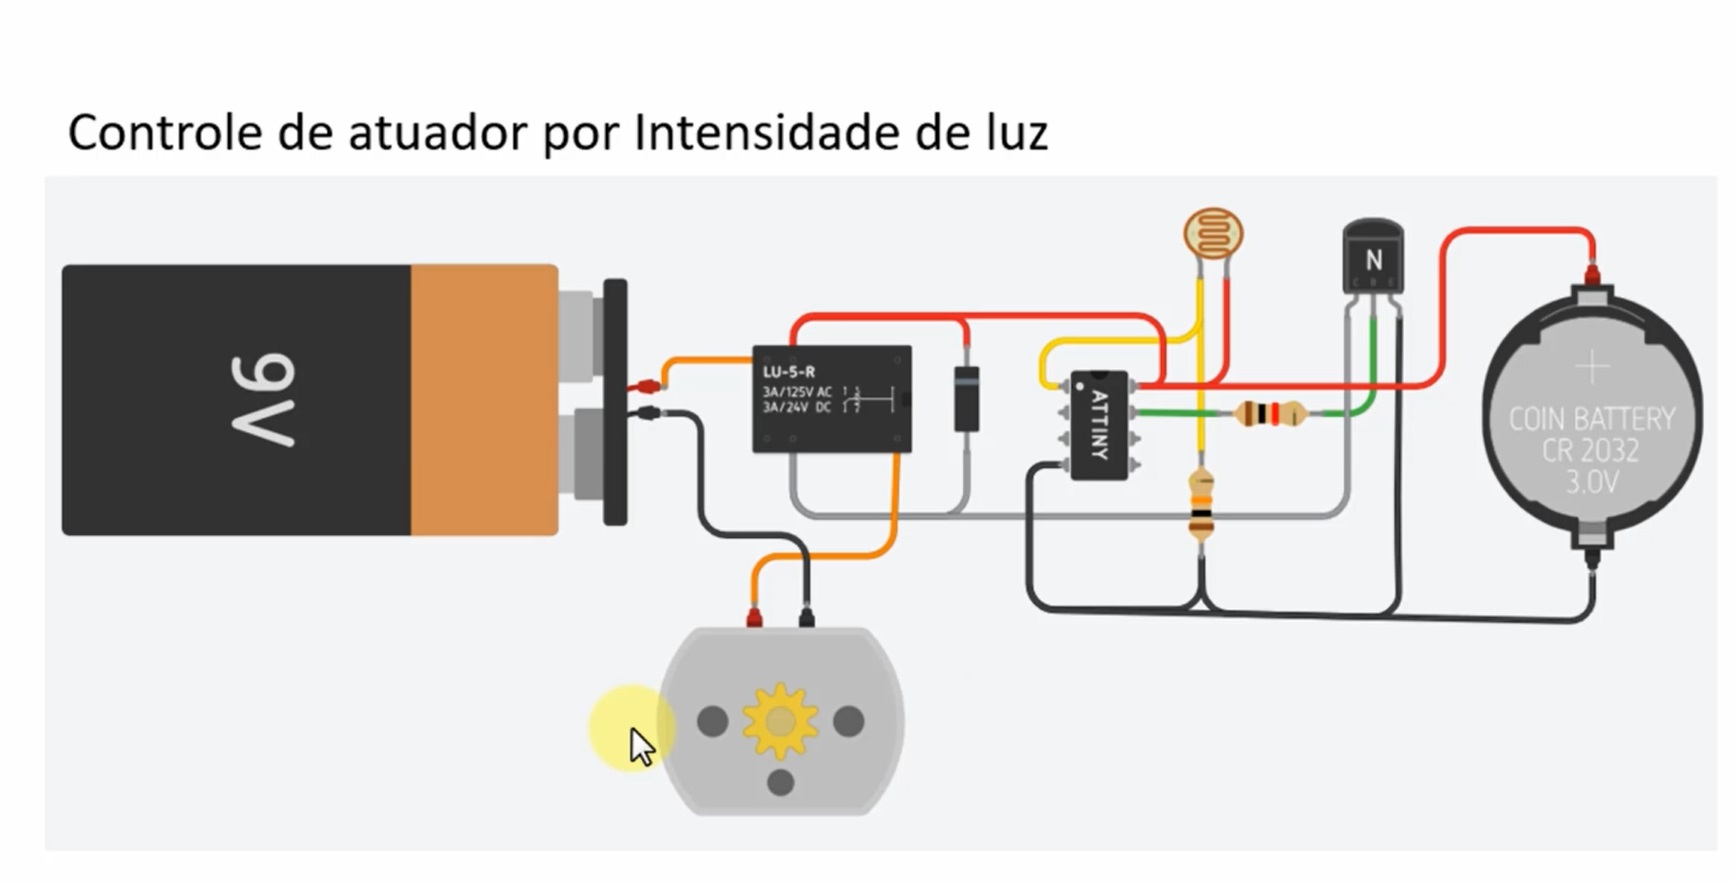 Controle de atuador por Intensidade de luz
9V
LU-5-R
3A/125V AC
3A/24V DC
ATTINY
N
COIN BATTERY
CR 2032
3.0V